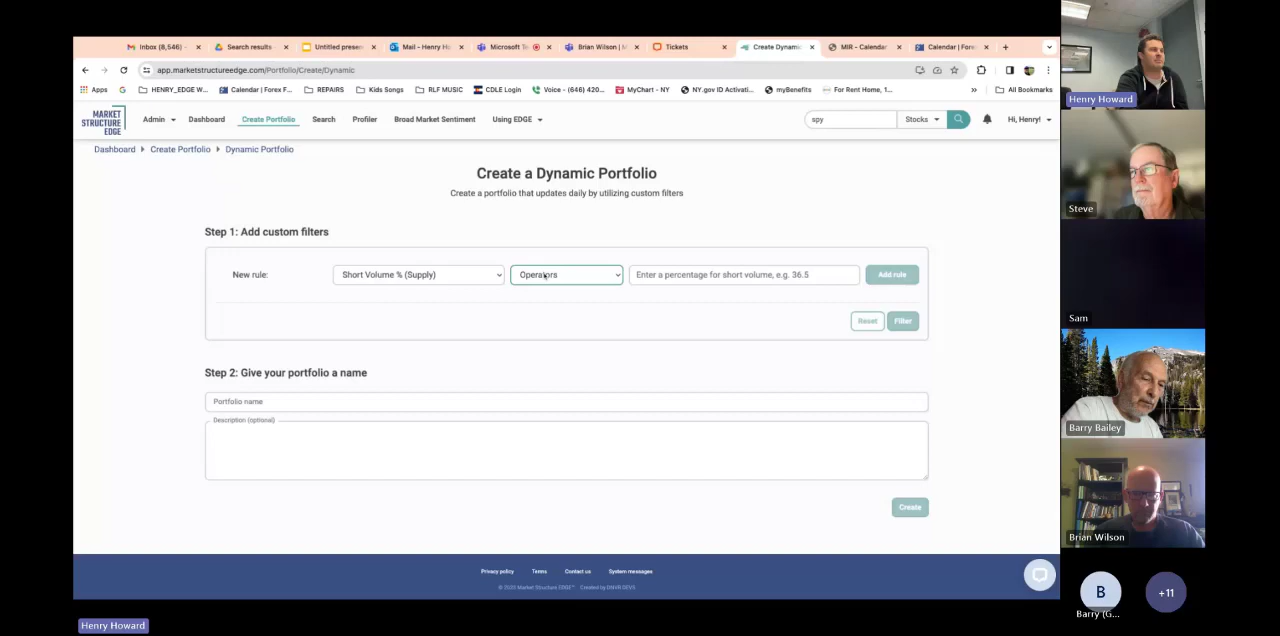 Inbox (8,546) -
Search results -
Untitled presen
Mail - Henry Ho
Microsoft Te
Brian Wilson | M
Tickets
Create Dynamic
MIR - Calendar
Calendar | Forex
app.marketstructureedge.com/Portfolio/Create/Dynamic
Apps
HENRY_EDGE W...
Calendar | Forex F...
REPAIRS
Kids Songs
RLF MUSIC
CDLE Login
Voice - (646) 420...
MyChart - NY
NY.gov ID Activati...
myBenefits
For Rent Home, 1...
»
All Bookmarks
MARKET
STRUCTURE
EDGE
Admin
Dashboard
Create Portfolio
Search
Profiler
Broad Market Sentiment
Using EDGE
spy
Stocks
Hi, Henry!
Dashboard
Create Portfolio
Dynamic Portfolio
Create a Dynamic Portfolio
Create a portfolio that updates daily by utilizing custom filters
Step 1: Add custom filters
New rule:
Short Volume % (Supply)
Operators
Enter a percentage for short volume, e.g. 36.5
Add rule
Reset
Filter
Step 2: Give your portfolio a name
Portfolio name
Description (optional)
Create
Privacy policy
Terms
Contact us
System messages
Henry Howard
Henry Howard
Steve
Sam
Barry Bailey
Brian Wilson
B
Barry (G...
+11